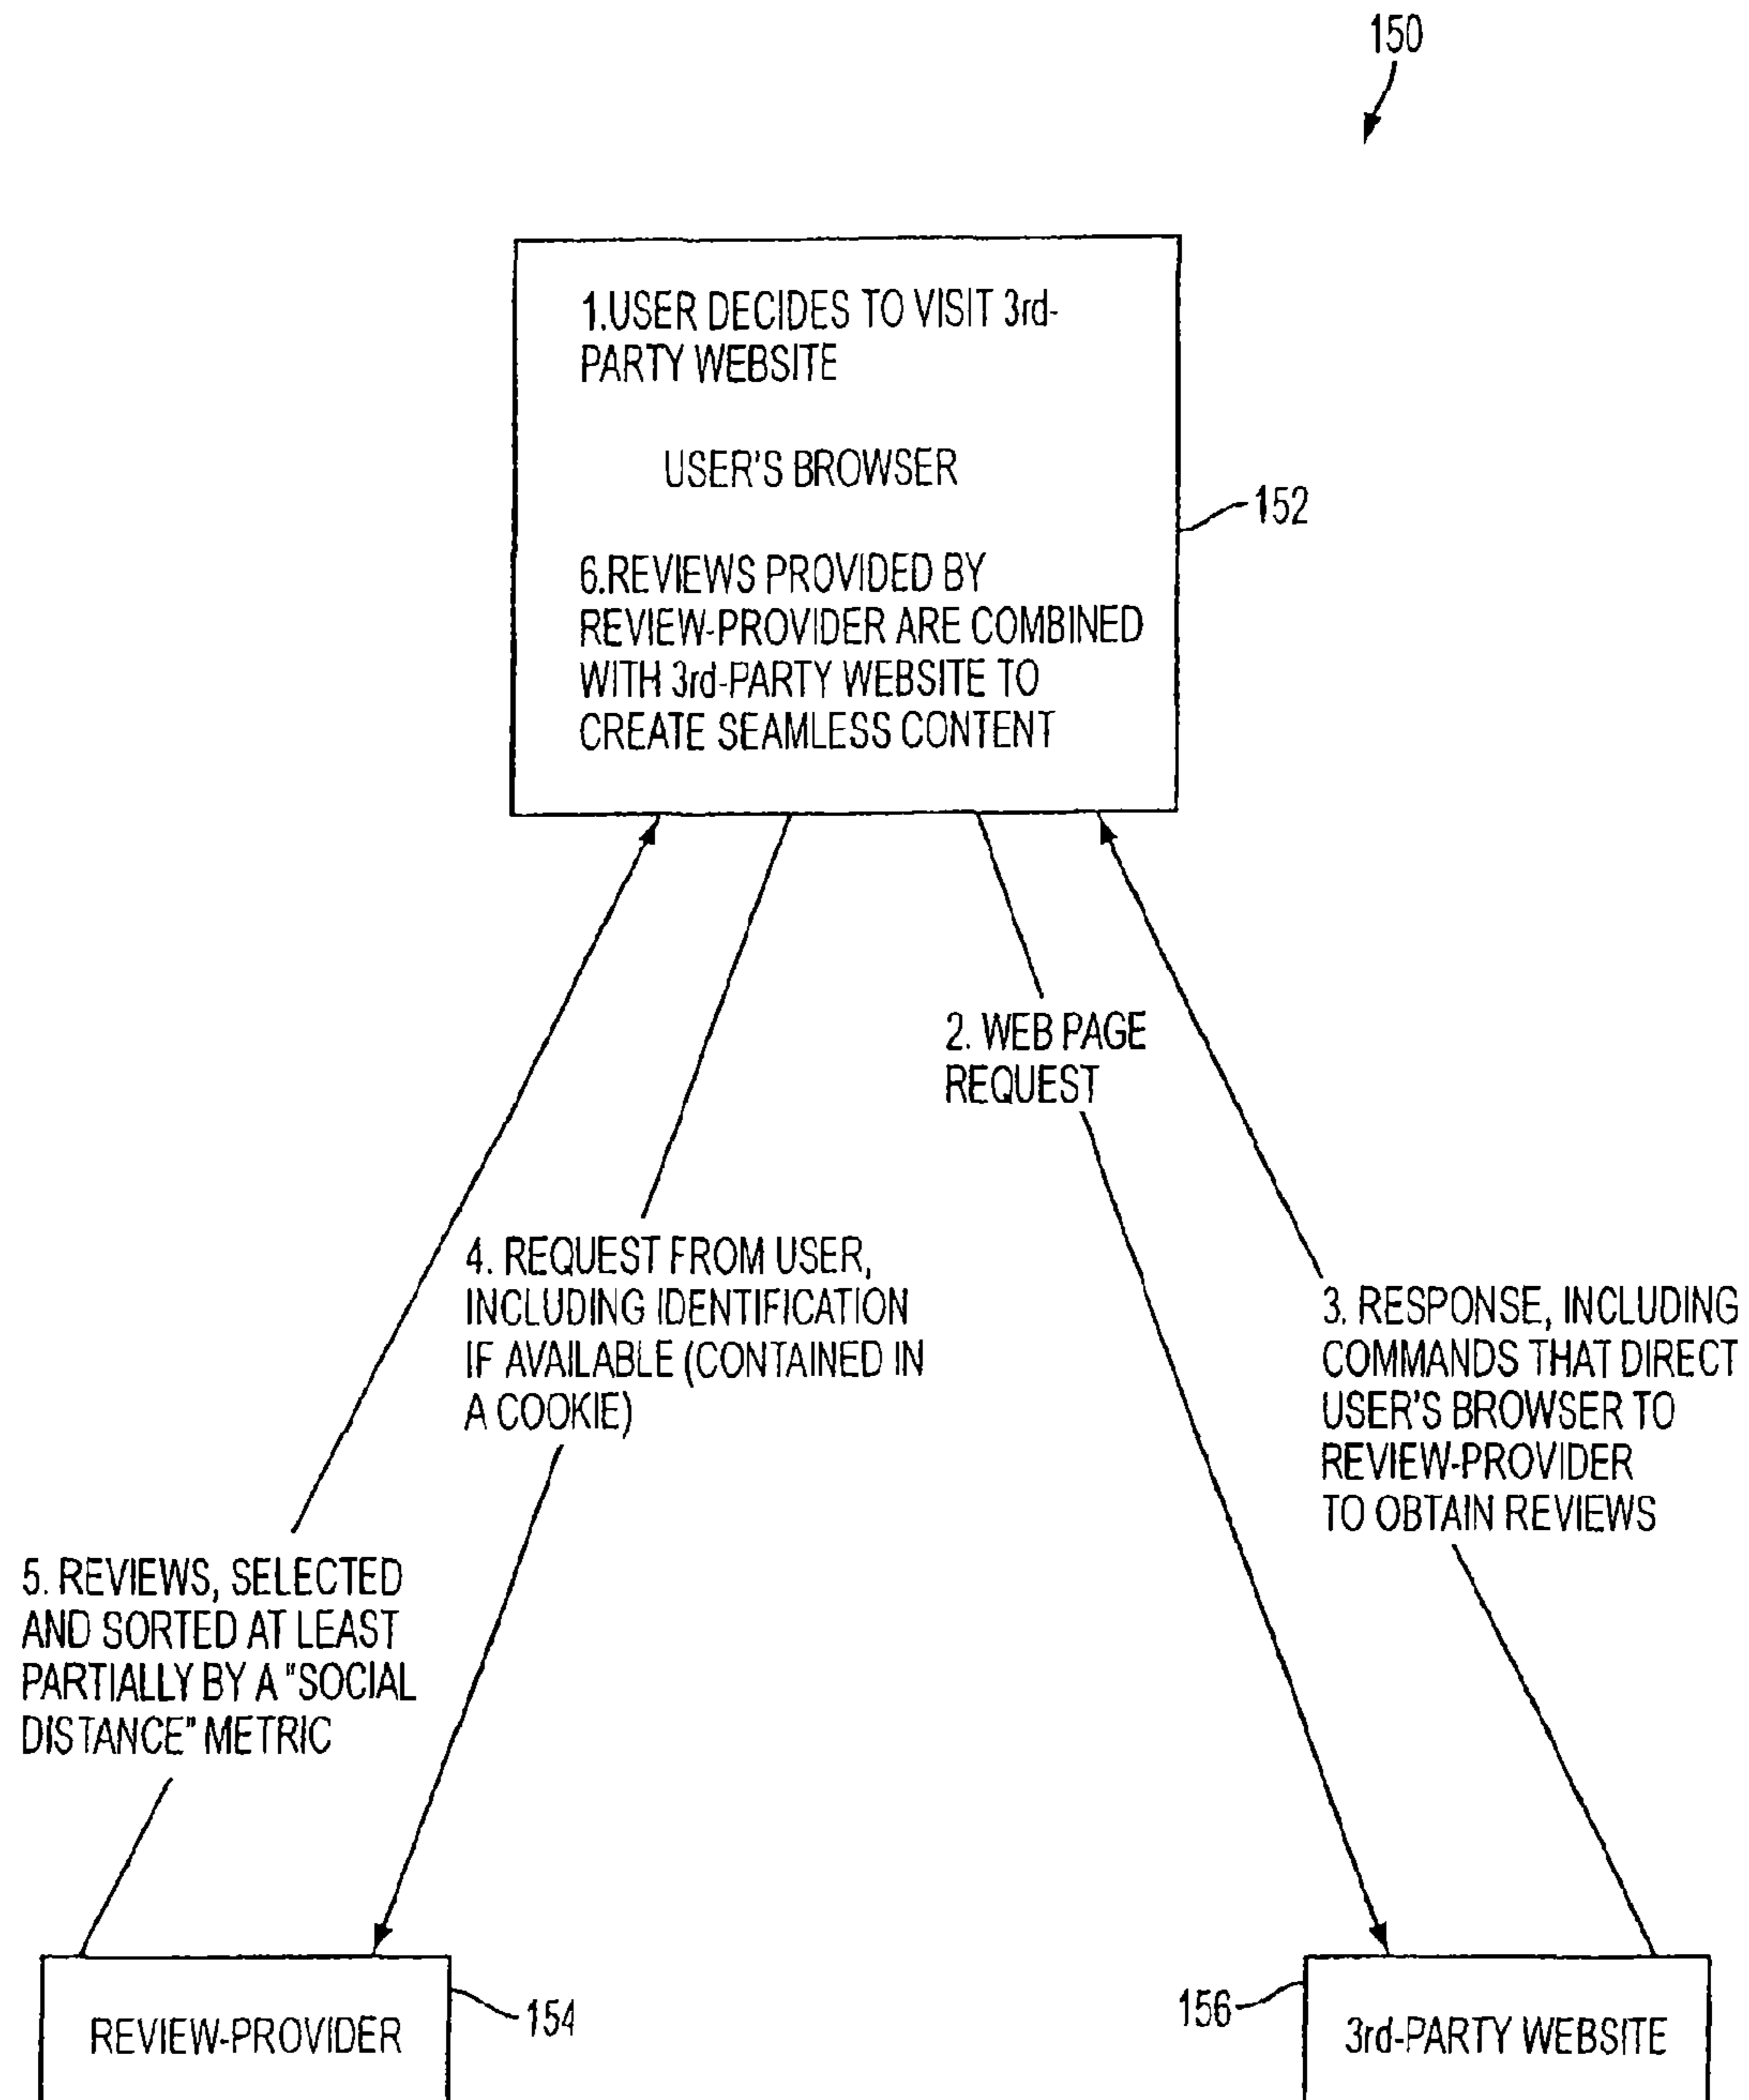 150
1.USER DECIDES TO VISIT 3rd-
PARTY WEBSITE
USER'S BROWSER
152
6.REVIEWS PROVIDED BY
REVIEW-PROVIDER ARE COMBINED
WITH 3rd-PARTY WEBSITE TO
CREATE SEAMLESS CONTENT
2. WEB PAGE
REQUEST
4. REQUEST FROM USER,
INCLUDING IDENTIFICATION
IF AVAILABLE (CONTAINED IN
A COOKIE)
3. RESPONSE, INCLUDING
COMMANDS THAT DIRECT
USER'S BROWSER TO
REVIEW-PROVIDER
TO OBTAIN REVIEWS
5. REVIEWS, SELECTED
AND SORTED AT LEAST
PARTIALLY BY A "SOCIAL
DISTANCE" METRIC
REVIEW-PROVIDER
154
156
3rd-PARTY WEBSITE